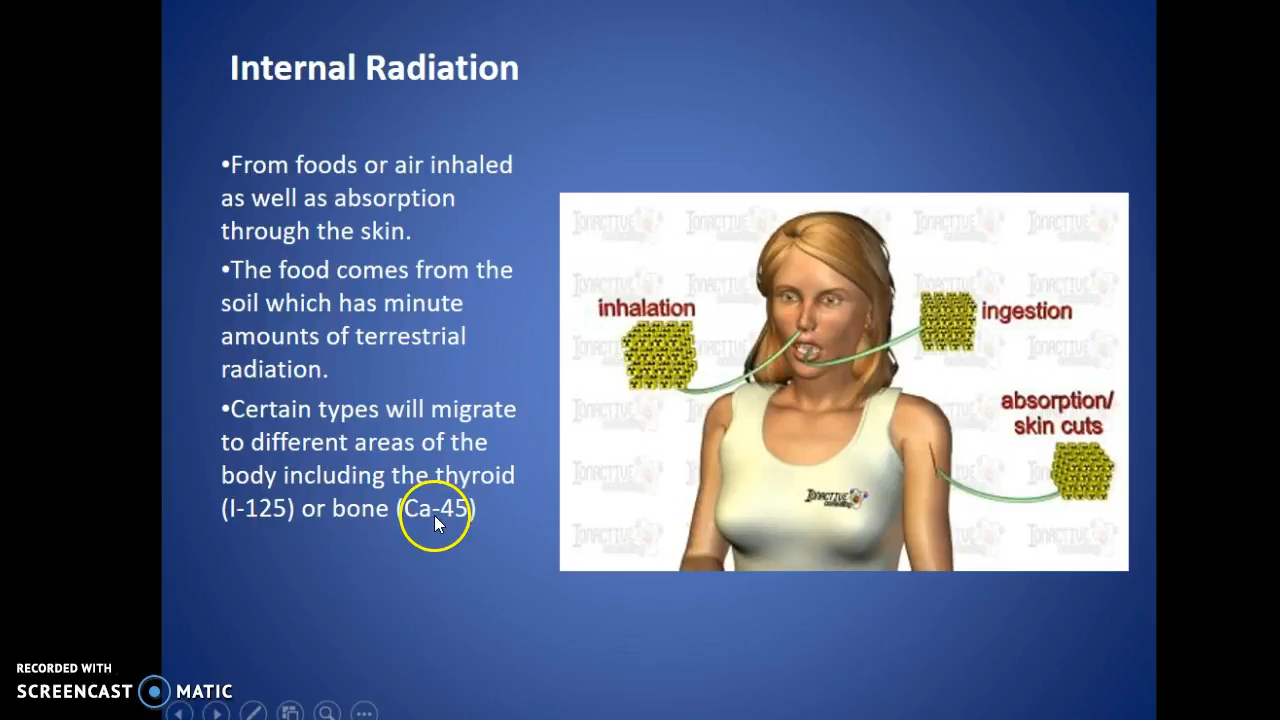 Internal Radiation
•From foods or air inhaled
as well as absorption
through the skin.
•The food comes from the
soil which has minute
amounts of terrestrial
radiation.
•Certain types will migrate
to different areas of the
body including the thyroid
(I-125) or bone (Ca-45)
inhalation
ingestion
absorption/
skin cuts
IONACTIVE
consulting
RECORDED WITH
SCREENCAST MATIC